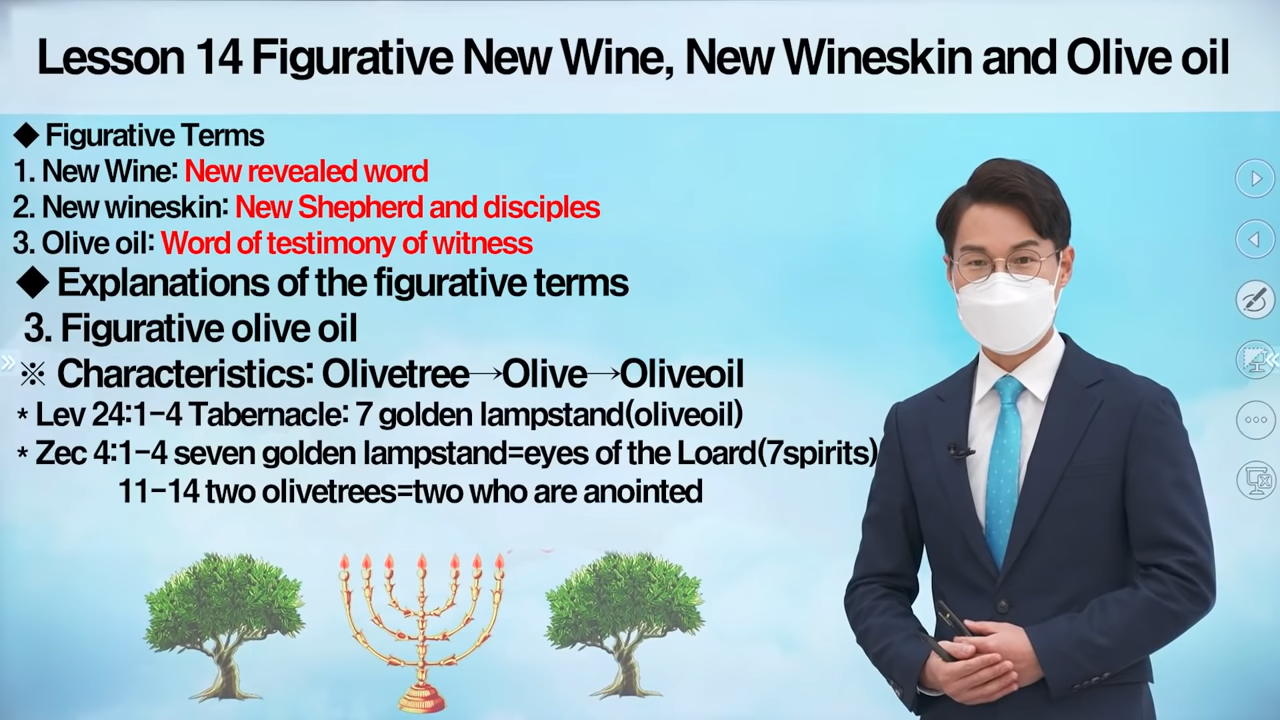 Lesson 14 Figurative New Wine, New Wineskin and Olive oil
◆ Figurative Terms
1. New Wine: New revealed word
2. New wineskin: New Shepherd and disciples
3. Olive oil: Word of testimony of witness
◆ Explanations of the figurative terms
3. Figurative olive oil
※ Characteristics: Olivetree→Olive→Oliveoil
* Lev 24:1-4 Tabernacle: 7 golden lampstand(oliveoil)
* Zec 4:1-4 seven golden lampstand=eyes of the Loard(7spirits)
11-14 two olivetrees=two who are anointed